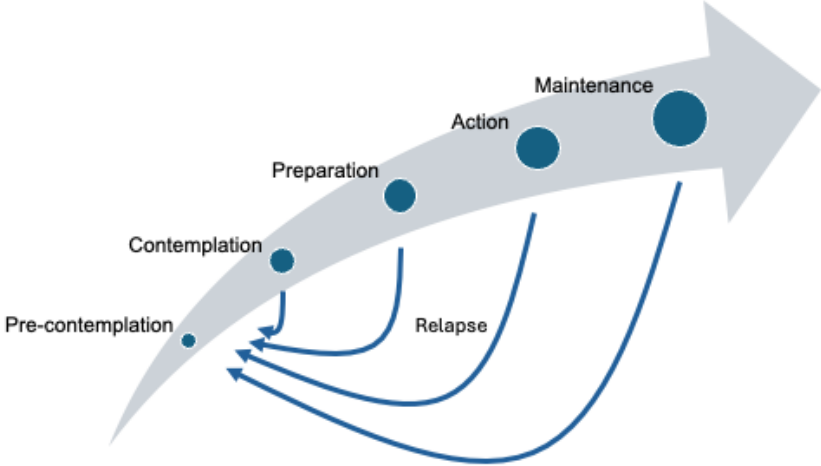 Maintenance
Action
Preparation
Contemplation
Pre-contemplation
Relapse